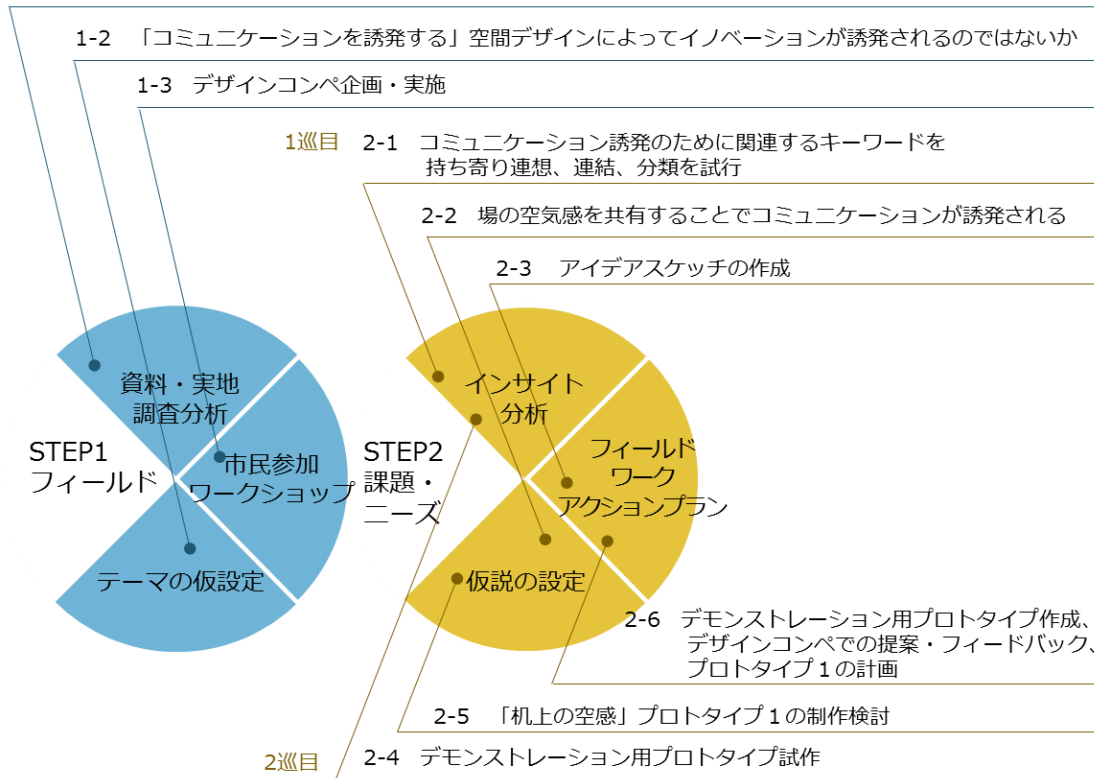 1-2 「コミュニケーションを誘発する」空間デザインによってイノベーションが誘発されるのではないか
1-3 デザインコンペ企画・実施
1巡目 2-1 コミュニケーション誘発のために関連するキーワードを
持ち寄り連想、連結、分類を試行
2-2 場の空気感を共有することでコミュニケーションが誘発される
2-3 アイデアスケッチの作成
資料・実地
調査分析
STEP1
フィールド
市民参加
ワークショップ
テーマの仮設定
インサイト
分析
STEP2
課題・
ニーズ
フィールド
ワーク
アクションプラン
仮説の設定
2-6 デモンストレーション用プロトタイプ作成、
デザインコンペでの提案・フィードバック、
プロトタイプ1の計画
2-5 「机上の空感」プロトタイプ1の制作検討
2巡目 2-4 デモンストレーション用プロトタイプ試作